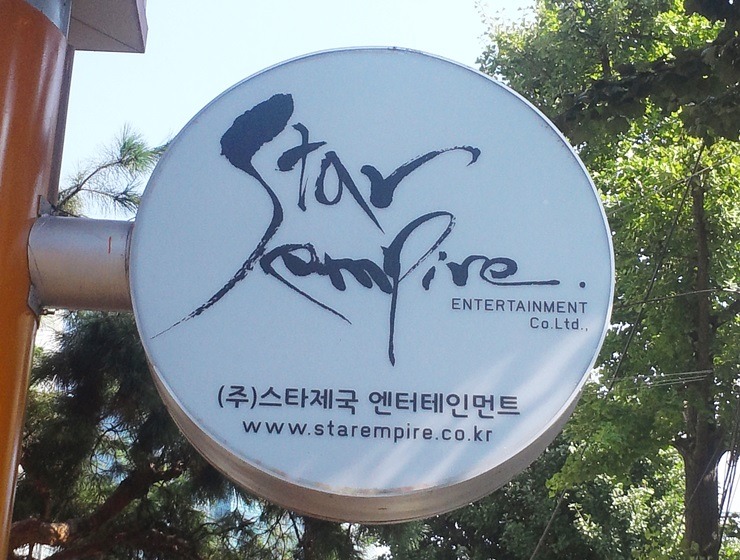 Star
empire.
ENTERTAINMENT
Co.Ltd.,
(주)스타제국 엔터테인먼트
www.starempire.co.kr